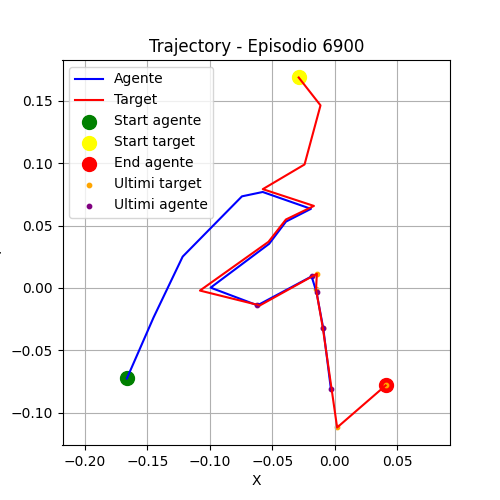 Trajectory - Episodio 6900
Agente
Target
Start agente
Start target
End agente
Ultimi target
Ultimi agente
0.15
0.10
0.05
0.00
−0.05
−0.10
−0.20
−0.15
−0.10
−0.05
0.00
0.05
X